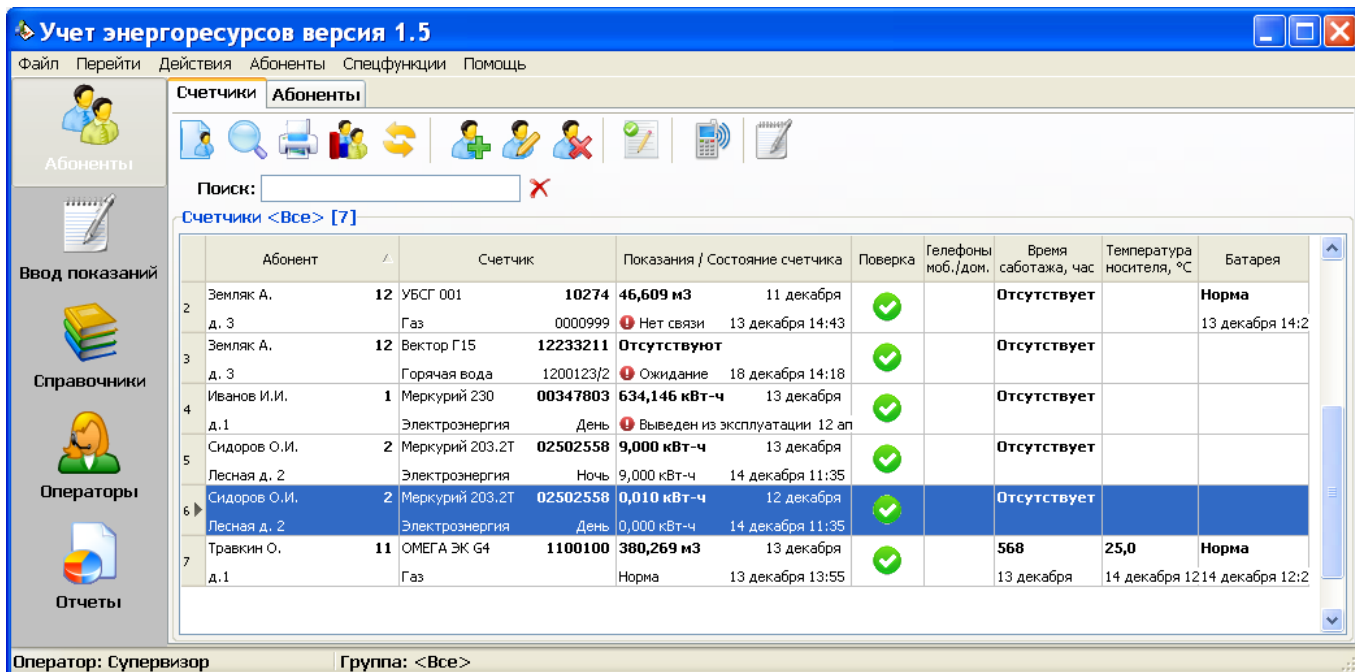 Учет энергоресурсов версия 1.5
Файл Перейти Действия Абоненты Спецфункции Помощь
Счетчики Абоненты
Абоненты
Поиск:
Счетчики <Все> [7]
Ввод показаний
Справочники
Операторы
Отчеты
Абонент Счетчик Показания / Состояние счетчика Поверка Телефоны моб./дом. Время саботажа, час Температура носителя, °C Батарея
2 Земляк А. 12 УБСГ 001 10274 46,609 м3 11 декабря Отсутствует Норма
д. 3 Газ 0000999 Нет связи 13 декабря 14:43 13 декабря 14:2
3 Земляк А. 12 Вектор Г15 12233211 Отсутствуют Отсутствует
д. 3 Горячая вода 1200123/2 Ожидание 18 декабря 14:18
4 Иванов И.И. 1 Меркурий 230 00347803 634,146 кВт-ч 13 декабря Отсутствует
д.1 Электроэнергия День Выведен из эксплуатации 12 ап
5 Сидоров О.И. 2 Меркурий 203.2Т 02502558 9,000 кВт-ч 13 декабря Отсутствует
Лесная д. 2 Электроэнергия Ночь 9,000 кВт-ч 14 декабря 11:35
6 Сидоров О.И. 2 Меркурий 203.2Т 02502558 0,010 кВт-ч 12 декабря Отсутствует
Лесная д. 2 Электроэнергия День 0,000 кВт-ч 14 декабря 11:35
7 Травкин О. 11 ОМЕГА ЭК G4 1100100 380,269 м3 13 декабря 568 25,0 Норма
д.1 Газ Норма 13 декабря 13:55 13 декабря 14 декабря 12 14 декабря 12:2
Оператор: Супервизор Группа: <Все>